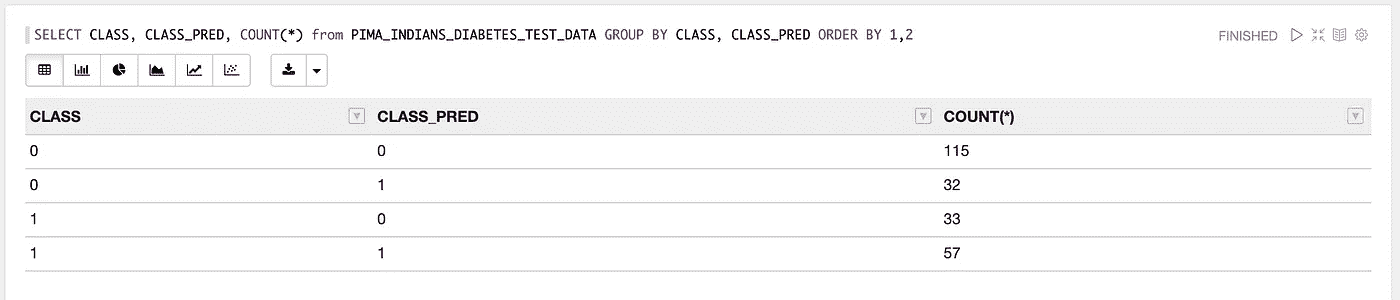 SELECT CLASS, CLASS_PRED, COUNT(*) from PIMA_INDIANS_DIABETES_TEST_DATA GROUP BY CLASS, CLASS_PRED ORDER BY 1,2 FINISHED
CLASS CLASS_PRED COUNT(*)
0 0 115
0 1 32
1 0 33
1 1 57